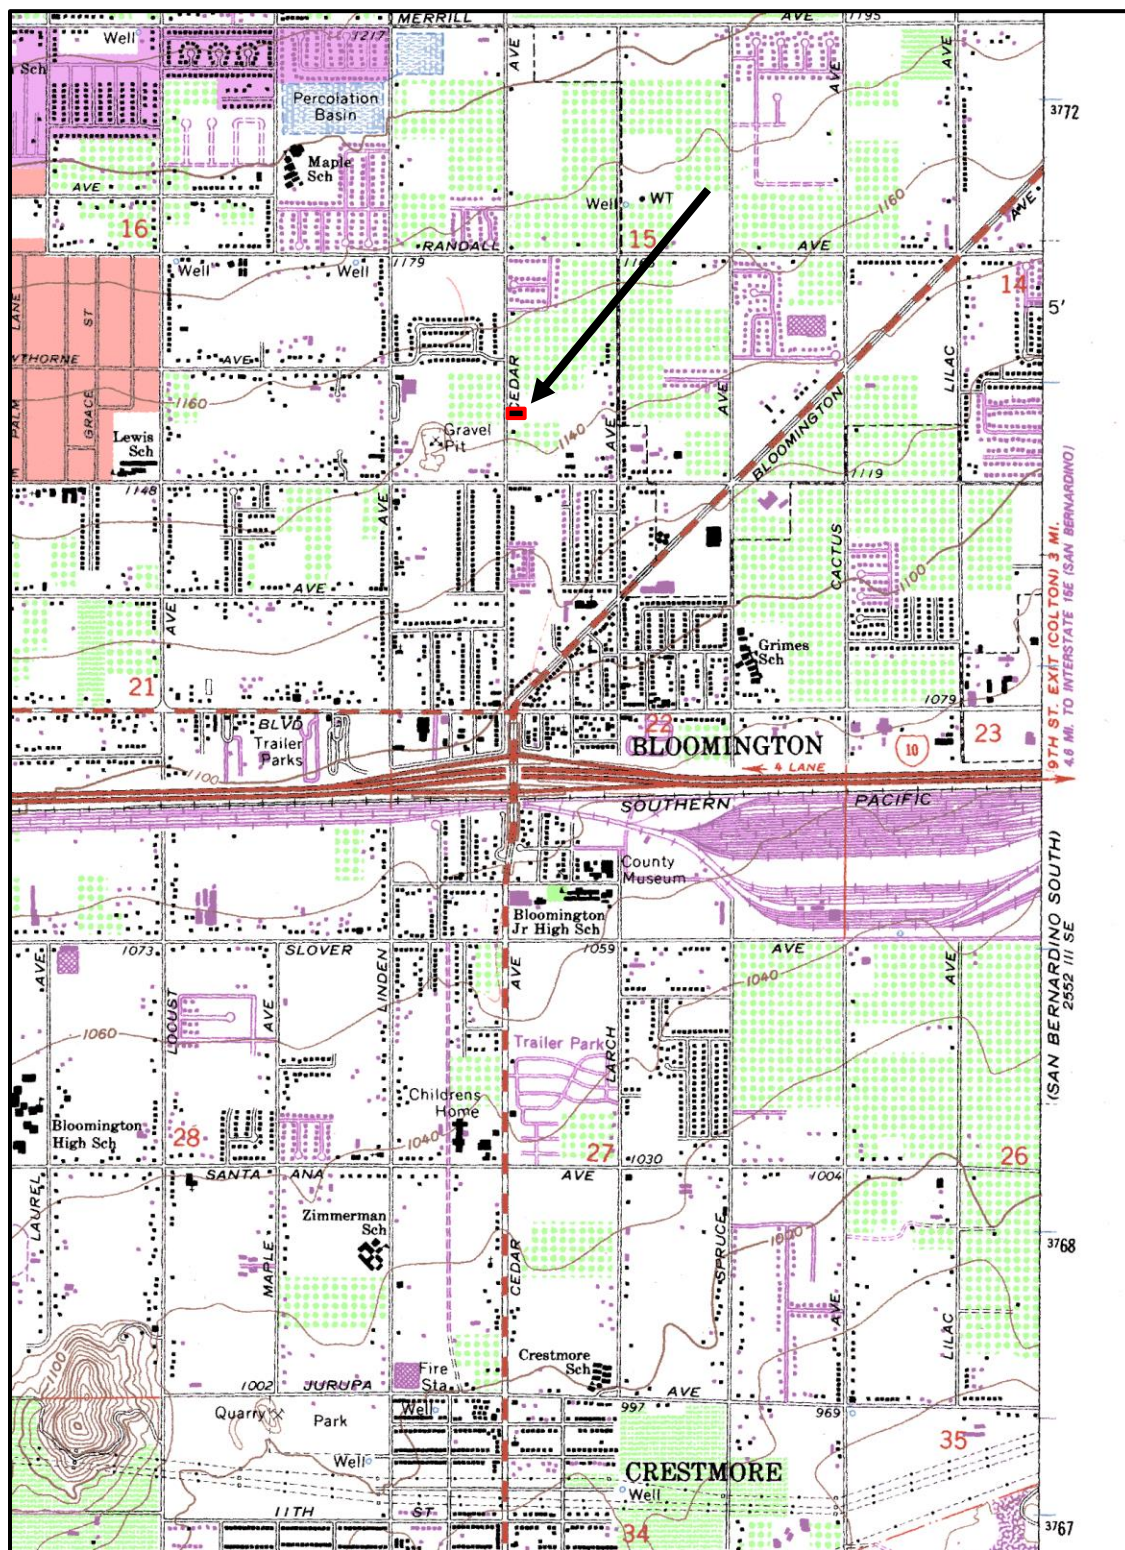 MERRILL
AVE
1195
Well
1217
AVE
AVE
AVE
Sch
Percolation
Basin
3772
Maple
Sch
AVE
16
Well
WT
1160
AVE
RANDALL
15
AVE
Well
Well
1179
14
LANE
ST
5'
THORNE
AVE
CEDAR
LILAC
PALM
GRACE
1160
AVE
AVE
BLOOMINGTON
Lewis
Sch
Gravel
Pit
1140
1148
1119
AVE
CACTUS
1100
AVE
AVE
Grimes
Sch
21
1079
BLVD
Trailer
Parks
22
23
BLOOMINGTON
10
1100
4 LANE
9TH ST. EXIT (COLTON) 3 MI.
4.6 MI. TO INTERSTATE 15E (SAN BERNARDINO)
SOUTHERN
PACIFIC
County
Museum
Bloomington
Jr High Sch
(SAN BERNARDINO SOUTH)
2552 III SE
1073
SLOVER
1059
AVE
AVE
LINDEN
AVE
AVE
1040
LOCUST
AVE
1060
Trailer Park
LARCH
Childrens
Home
Bloomington
High Sch
28
1040
27
26
SANTA
ANA
AVE
1030
1004
LAUREL
Zimmerman
Sch
MAPLE
CEDAR
SPRUCE
1000
3768
AVE
LILAC
1100
Crestmore
Sch
Fire
Sta
1002
JURUPA
AVE
997
969
Quarry
Park
Well
35
Well
CRESTMORE
Well
11TH
ST
34
3767